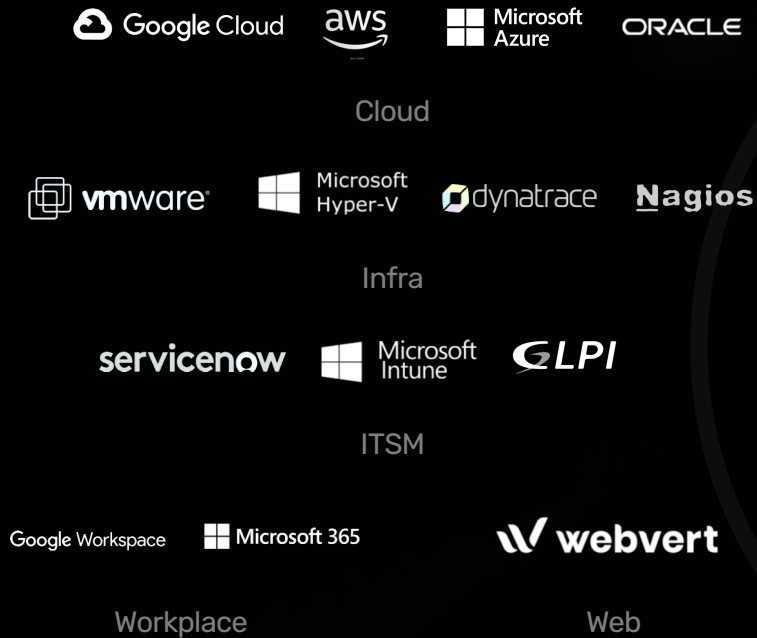 Google Cloud
aws
Microsoft
Azure
ORACLE
Cloud
vmware®
Microsoft
Hyper-V
dynatrace
Nagios
Infra
servicenow
Microsoft
Intune
GLPI
ITSM
Google Workspace
Microsoft 365
webvert
Workplace
Web